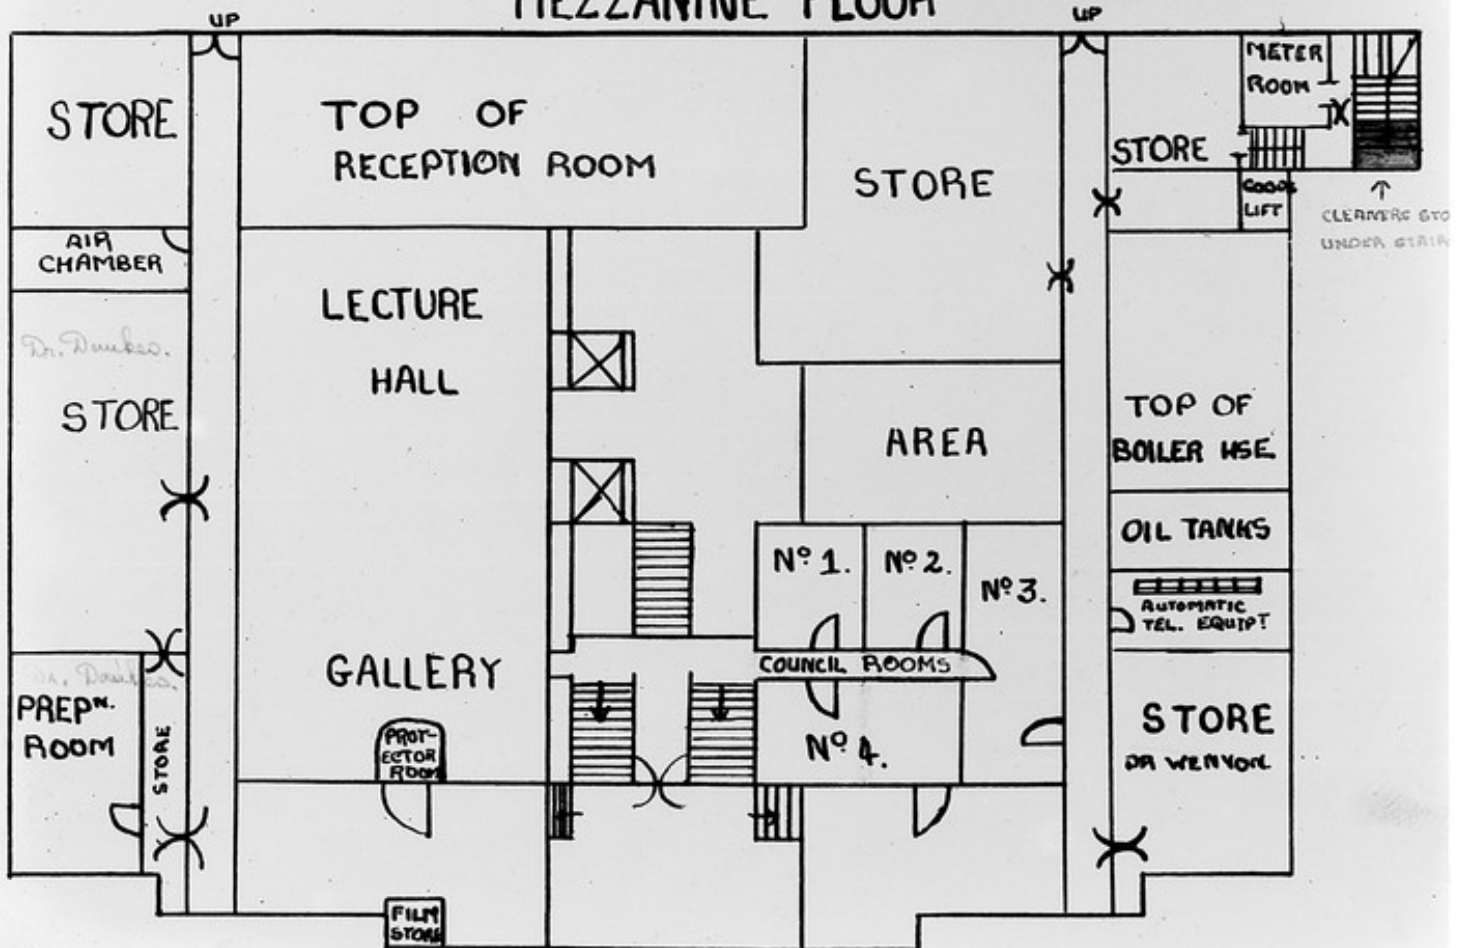 MEZZANINE FLOOR
UP
UP
STORE
TOP OF
RECEPTION ROOM
STORE
METER
ROOM
STORE
GOODS
LIFT
CLEANERS STO
UNDER STAIR
AIR
CHAMBER
LECTURE
HALL
STORE
AREA
TOP OF
BOILER HSE.
OIL TANKS
Nº 1.
Nº 2.
Nº 3.
AUTOMATIC
TEL. EQUIPT
COUNCIL ROOMS
GALLERY
PREPN.
ROOM
STORE
PROT-
ECTOR
ROOM
Nº 4.
STORE
DR WENYON
FILM
STORE